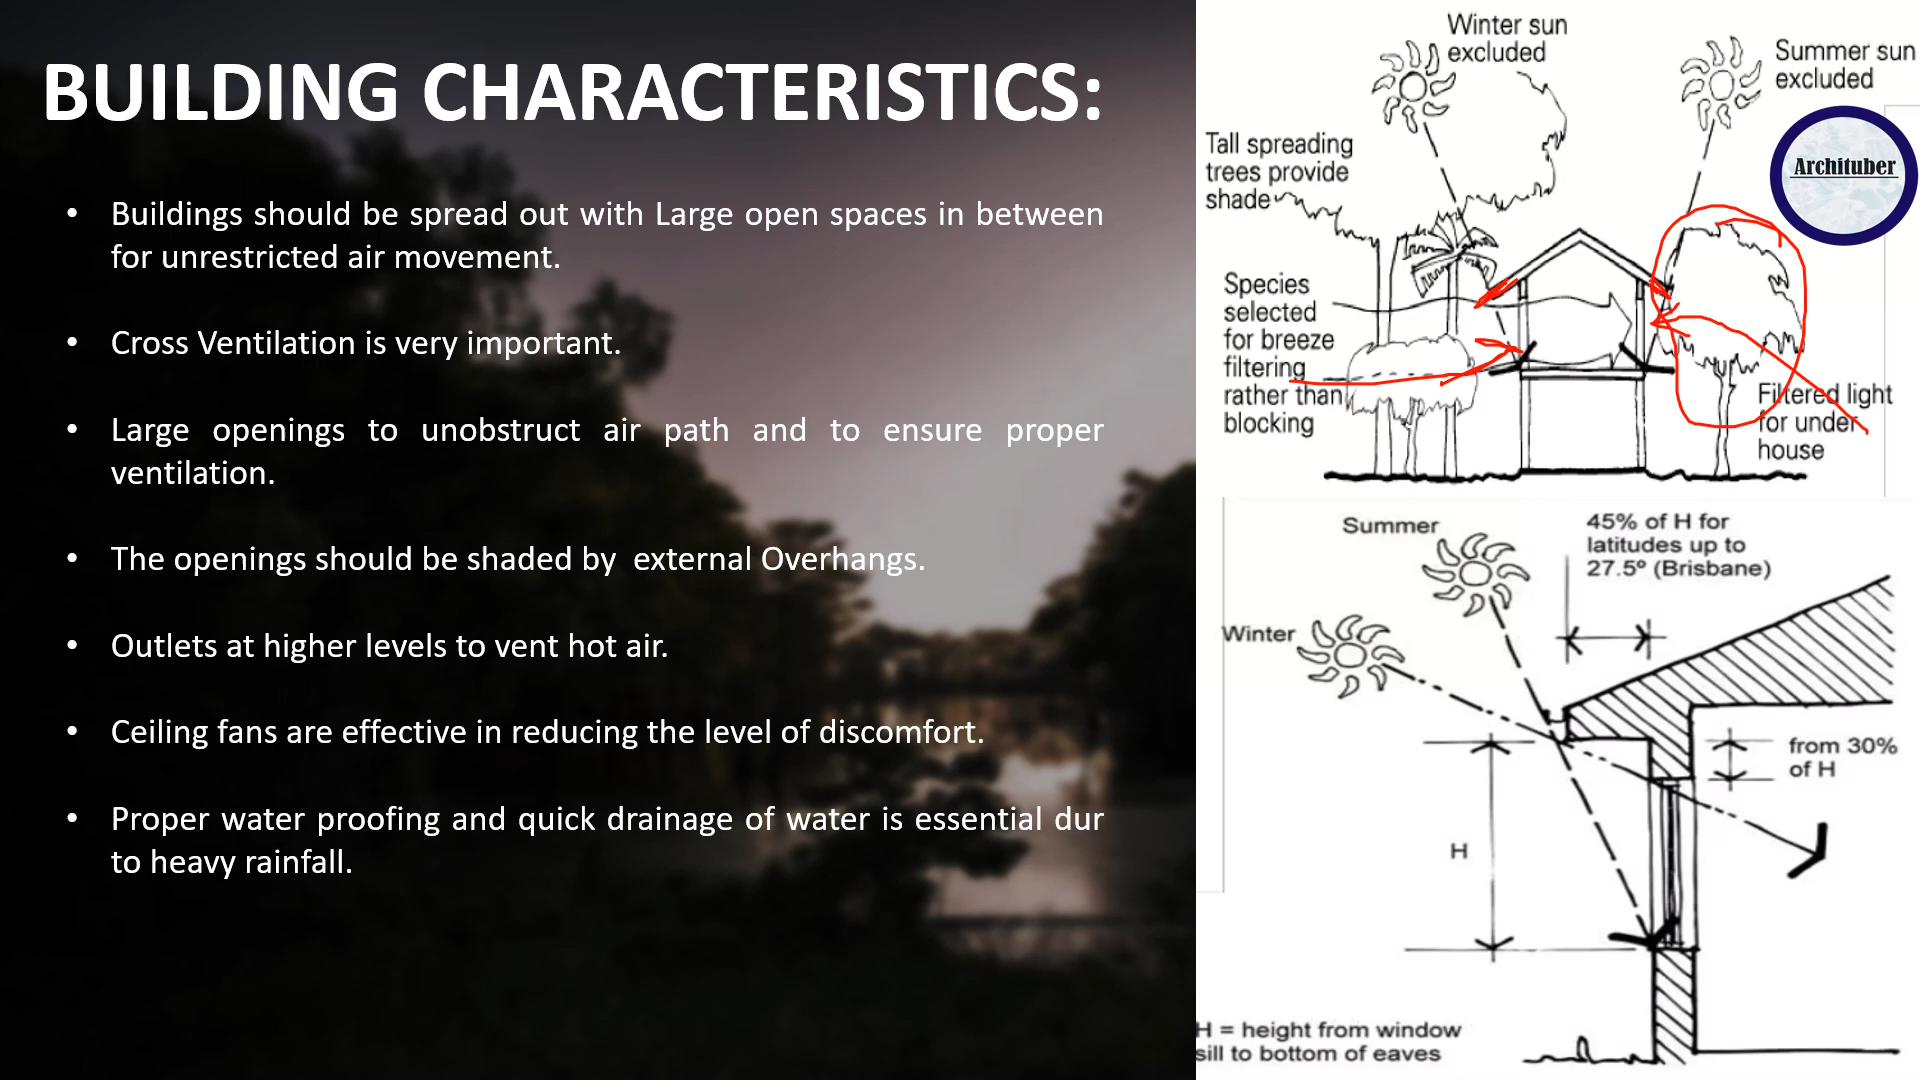 BUILDING CHARACTERISTICS:
• Buildings should be spread out with Large open spaces in between
for unrestricted air movement.
• Cross Ventilation is very important.
• Large openings to unobstruct air path and to ensure proper
ventilation.
• The openings should be shaded by external Overhangs.
• Outlets at higher levels to vent hot air.
• Ceiling fans are effective in reducing the level of discomfort.
• Proper water proofing and quick drainage of water is essential dur
to heavy rainfall.
Winter sun
excluded
Summer sun
excluded
Archituber
Tall spreading
trees provide
shade
Species
selected
for breeze
filtering
rather than
blocking
Filtered light
for under
house
Summer
45% of H for
latitudes up to
27.5º (Brisbane)
Winter
from 30%
of H
H
H = height from window
sill to bottom of eaves